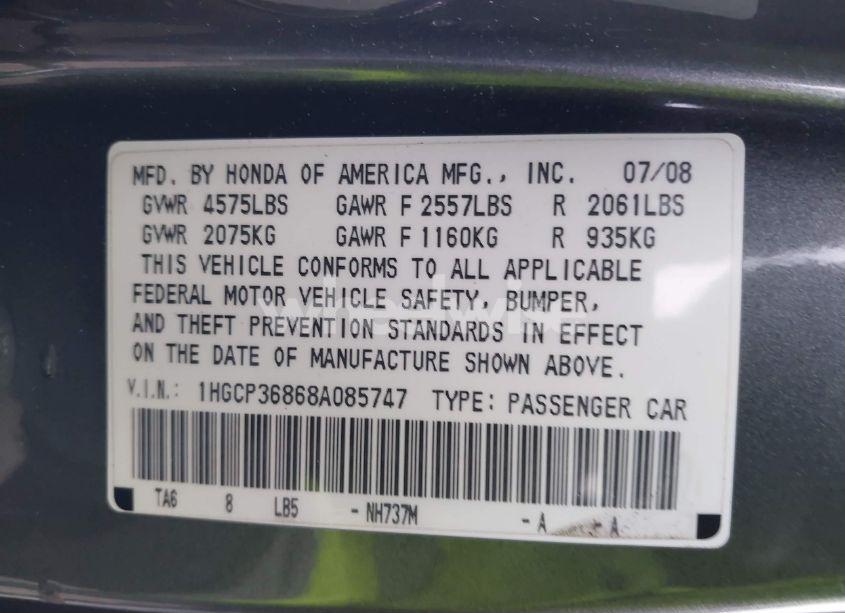 MFD. BY HONDA OF AMERICA MFG., INC. 07/08
GVWR 4575LBS GAWR F 2557LBS R 2061LBS
GVWR 2075KG GAWR F 1160KG R 935KG
THIS VEHICLE CONFORMS TO ALL APPLICABLE
FEDERAL MOTOR VEHICLE SAFETY, BUMPER,
AND THEFT PREVENTION STANDARDS IN EFFECT
ON THE DATE OF MANUFACTURE SHOWN ABOVE.
V.I.N.: 1HGCP36868A085747 TYPE: PASSENGER CAR
TA6 8 LB5 - NH737M - A - A
wheelwise